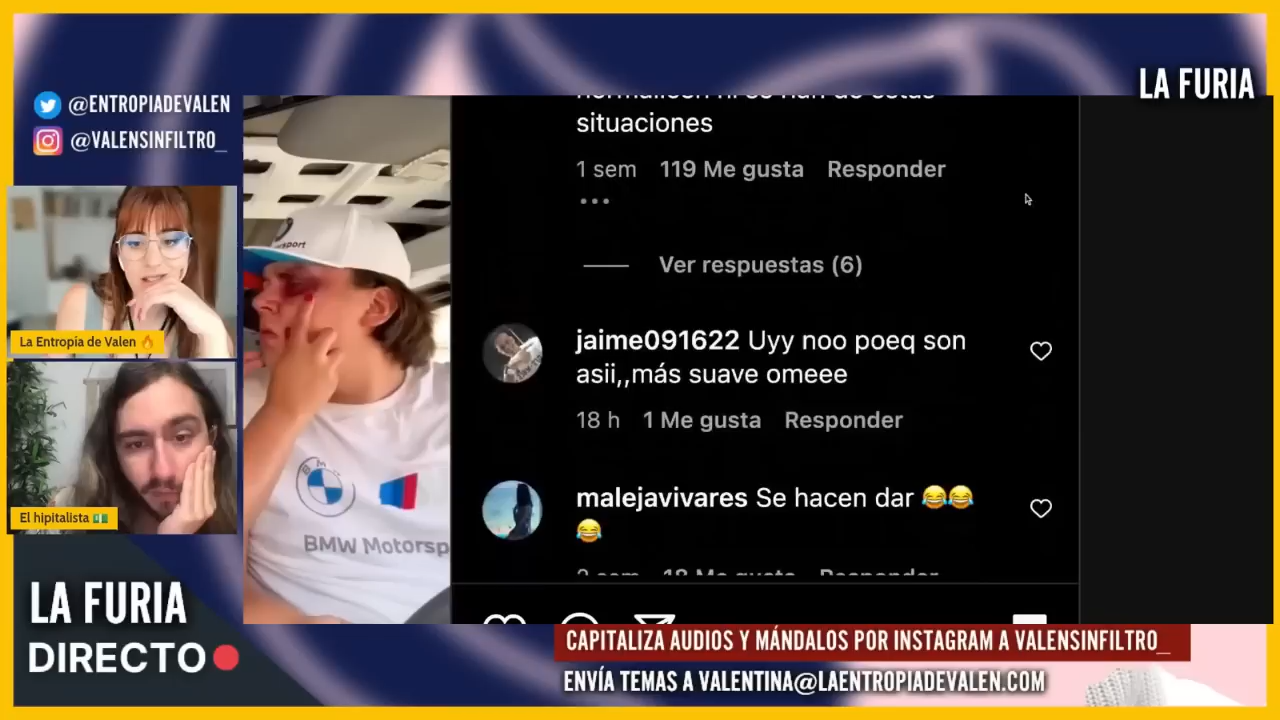 @ENTROPIADEVALEN
@VALENSINFILTRO_
LA FURIA
La Entropía de Valen 🔥
El hipitalista 💵
LA FURIA
DIRECTO
BMW
BMW Motorsp
situaciones
1 sem 119 Me gusta Responder
Ver respuestas (6)
jaime091622 Uyy noo poeq son
asii,,más suave omeee
18 h 1 Me gusta Responder
malejavivares Se hacen dar 😂😂
😂
CAPITALIZA AUDIOS Y MÁNDALOS POR INSTAGRAM A VALENSINFILTRO_
ENVÍA TEMAS A VALENTINA@LAENTROPIADEVALEN.COM